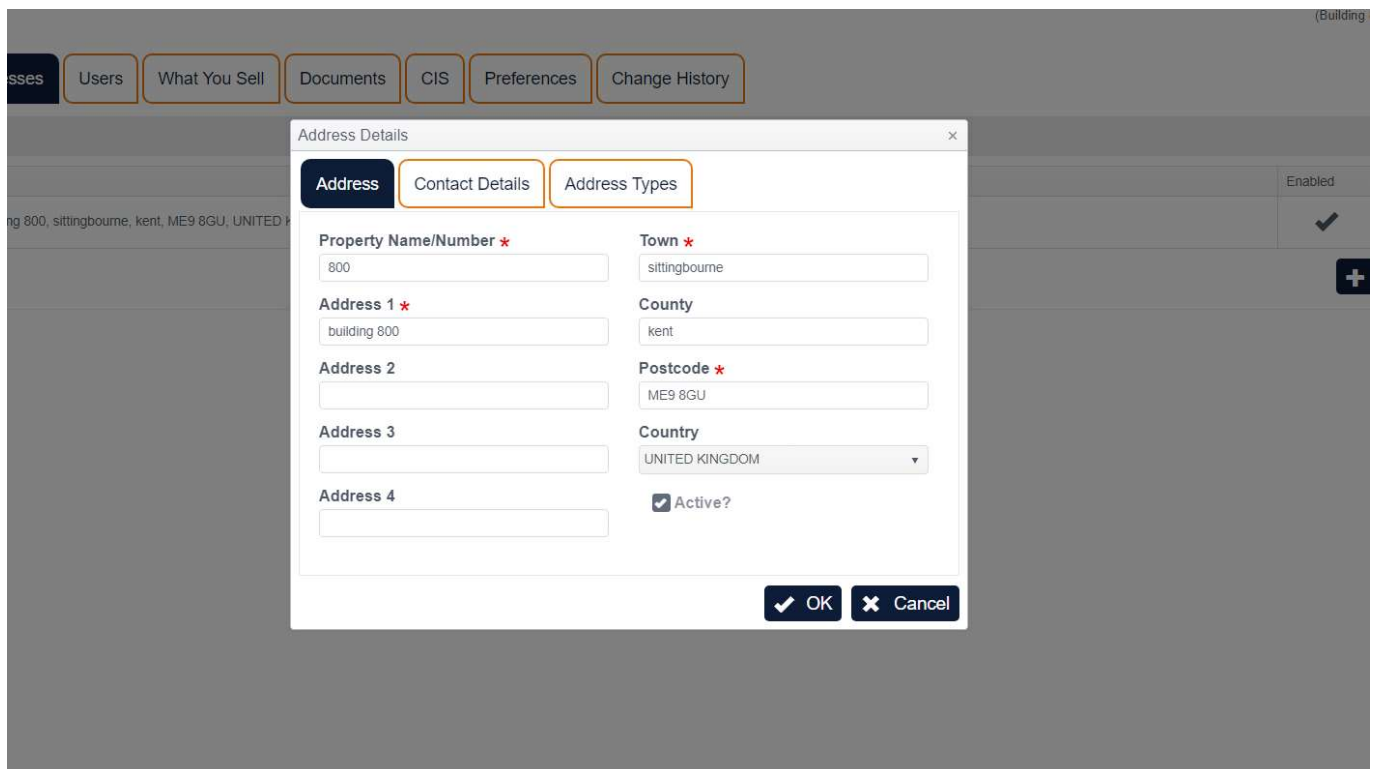 (Building
esses Users What You Sell Documents CIS Preferences Change History
Address Details ×
Address Contact Details Address Types
Enabled
ng 800, sittingbourne, kent, ME9 8GU, UNITED K
Property Name/Number * Town *
800 sittingbourne
Address 1 * County
building 800 kent
Address 2 Postcode *
ME9 8GU
Address 3 Country
UNITED KINGDOM
Address 4
Active?
OK Cancel